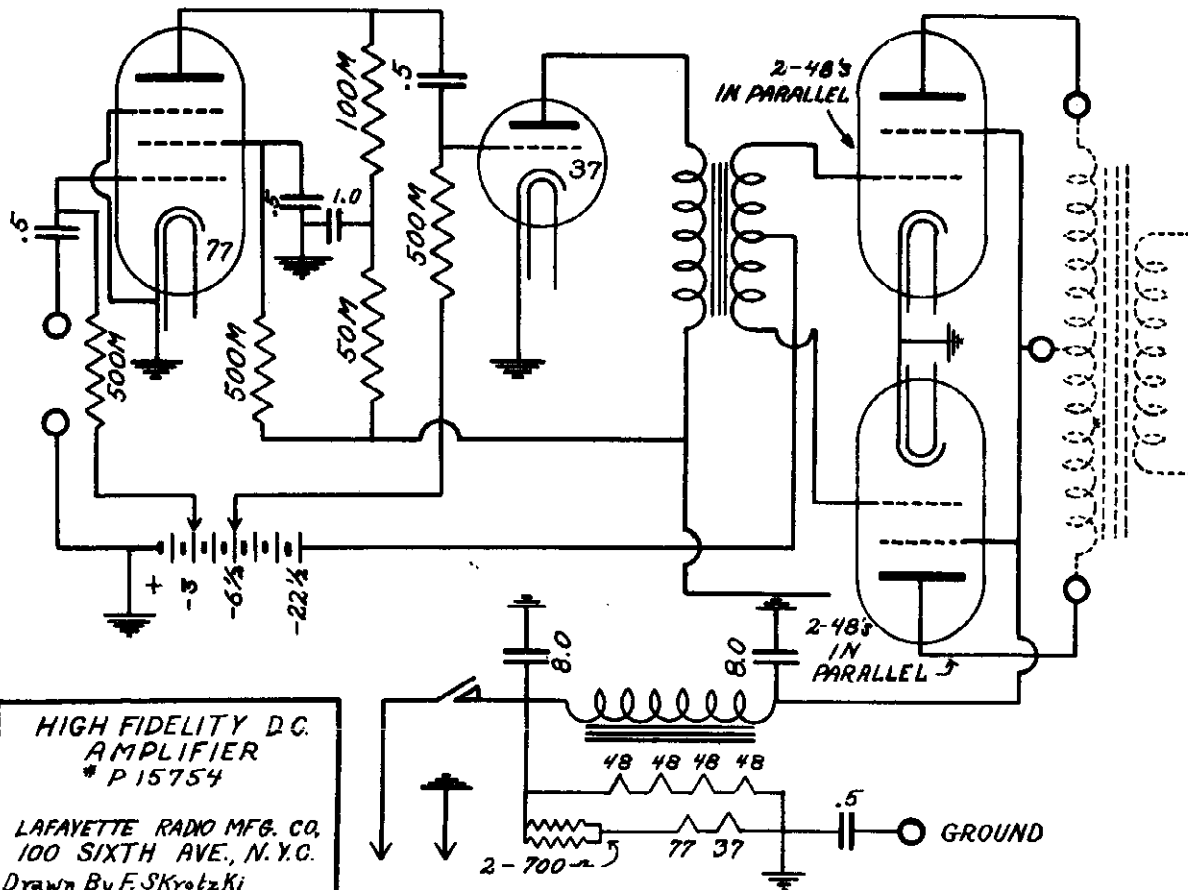 2-48's
IN PARALLEL
.5
100M
37
.5
1.0
.5
500M
77
500M
500M
50M
+
-3
-6½
-22½
8.0
8.0
2-48's
IN
PARALLEL
HIGH FIDELITY D.C.
AMPLIFIER
# P 15754
LAFAYETTE RADIO MFG. CO,
100 SIXTH AVE., N.Y.C.
Drawn By F. SKrotzKi
48 48 48 48
.5
GROUND
77 37
2-700Ω